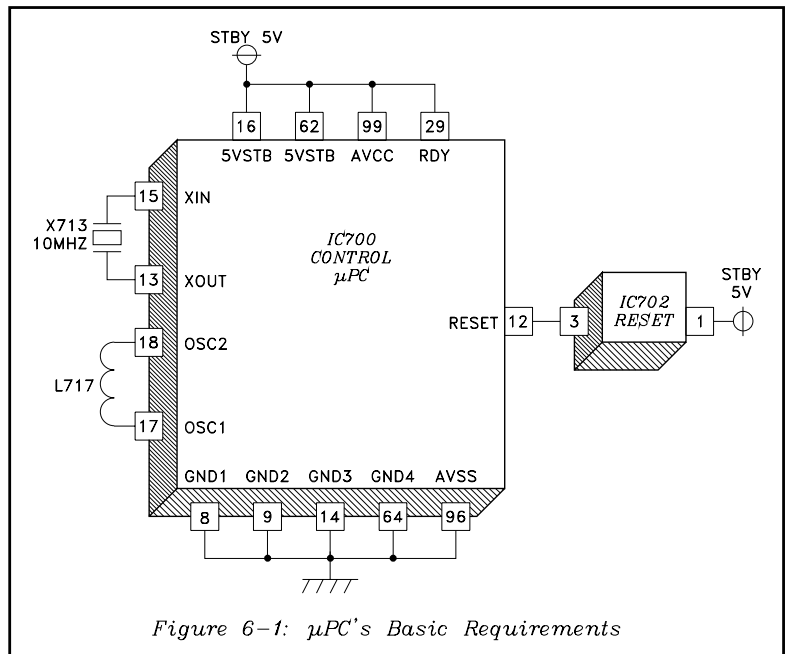 STBY 5V
16 62 99 29
5VSTB 5VSTB AVCC RDY
15 XIN
X713
10MHZ
13 XOUT
18 OSC2
L717
17 OSC1
IC700
CONTROL
µPC
RESET 12
3
IC702
RESET
1
STBY
5V
GND1 GND2 GND3 GND4 AVSS
8 9 14 64 96
Figure 6-1: µPC's Basic Requirements